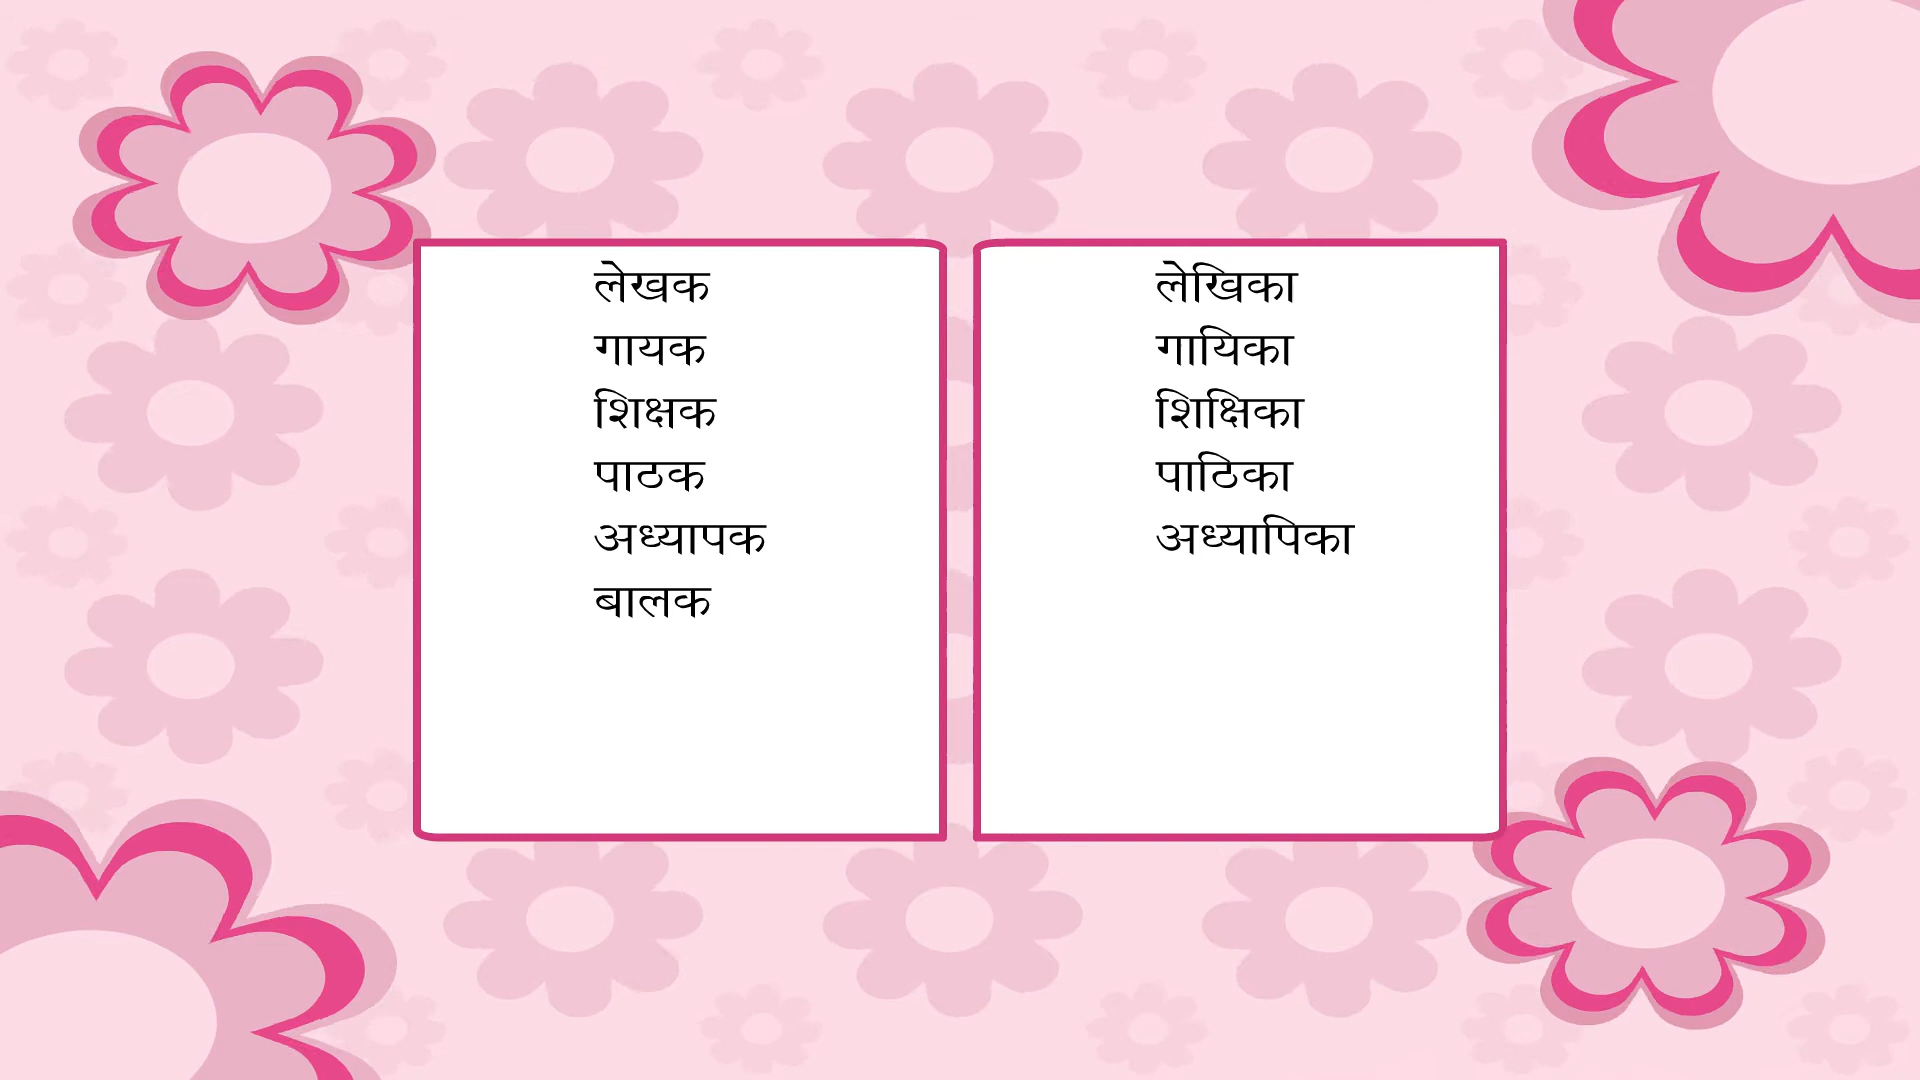 लेखक
गायक
शिक्षक
पाठक
अध्यापक
बालक
लेखिका
गायिका
शिक्षिका
पाठिका
अध्यापिका